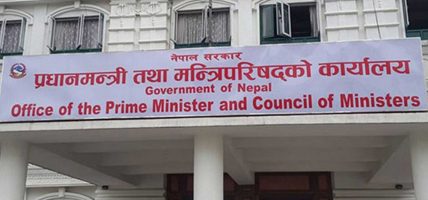 नेपाल सरकार
प्रधानमन्त्री तथा मन्त्रिपरिषद्को कार्यालय
Government of Nepal
Office of the Prime Minister and Council of Ministers